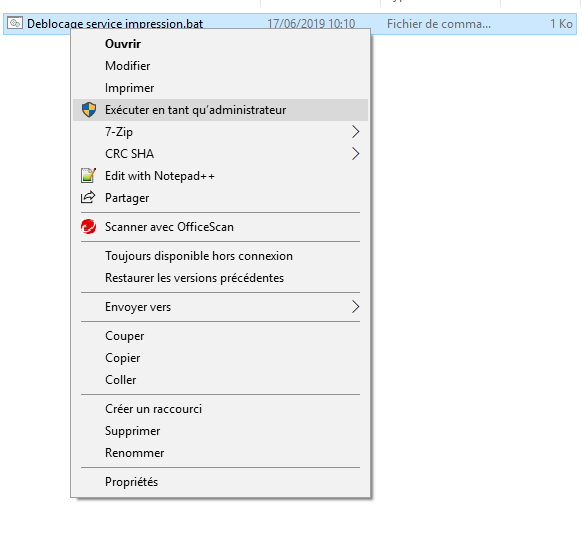 Deblocage service impression.bat 17/06/2019 10:10 Fichier de comma... 1 Ko
Ouvrir
Modifier
Imprimer
Exécuter en tant qu'administrateur
7-Zip
CRC SHA
Edit with Notepad++
Partager
Scanner avec OfficeScan
Toujours disponible hors connexion
Restaurer les versions précédentes
Envoyer vers
Couper
Copier
Coller
Créer un raccourci
Supprimer
Renommer
Propriétés